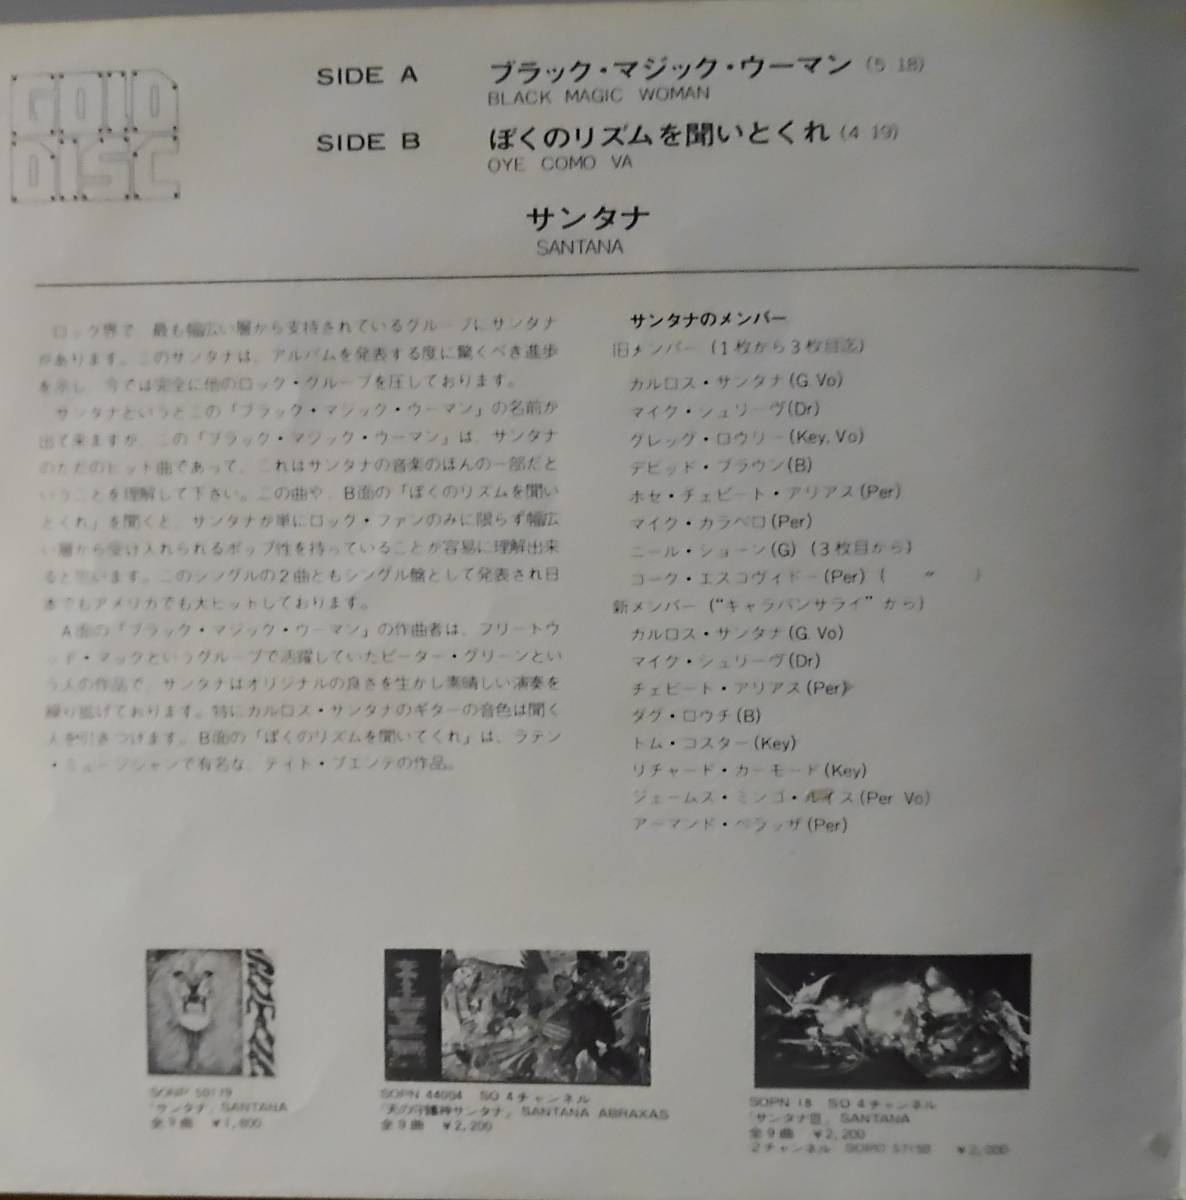 GOLD
DISC
SIDE A ブラック・マジック・ウーマン (5 18)
BLACK MAGIC WOMAN
SIDE B ぼくのリズムを聞いとくれ (4 19)
OYE COMO VA
サンタナ
SANTANA
ロック界で、最も幅広い層から支持されているグループにサンタナ
があります。このサンタナは、アルバムを発表する度に驚くべき進歩
を示し、今では完全に他のロック・グループを圧しております。
サンタナというとこの「ブラック・マジック・ウーマン」の名前が
出て来ますが、この「ブラック・マジック・ウーマン」は、サンタナ
のただのヒット曲であって、これはサンタナの音楽のほんの一部だと
いうことを理解して下さい。この曲や、B面の「ぼくのリズムを聞い
とくれ」を聞くと、サンタナが単にロック・ファンのみに限らず幅広
い層から受け入れられるポップ性を持っていることが容易に理解出来
ると思います。このシングルの2曲ともシングル盤として発表され日
本でもアメリカでも大ヒットしております。
A面の「ブラック・マジック・ウーマン」の作曲者は、フリートウ
ッド・マックというグループで活躍していたピーター・グリーンとい
う人の作品で、サンタナはオリジナルの良さを生かし素晴しい演奏を
繰り拡げております。特にカルロス・サンタナのギターの音色は聞く
人を引きつけます。B面の「ぼくのリズムを聞いてくれ」は、ラテン
・ミュージシャンで有名な、ティト・プエンテの作品。
サンタナのメンバー
旧メンバー (1枚から3枚目迄)
カルロス・サンタナ(G. Vo)
マイク・シュリーヴ(Dr)
グレッグ・ロウリー(Key, Vo)
デビッド・ブラウン(B)
ホセ・チェピート・アリアス(Per)
マイク・カラベロ(Per)
ニール・ショーン(G) (3枚目から)
コーク・エスコヴィドー(Per) ( 〃 )
新メンバー (“キャラバンサライ”から)
カルロス・サンタナ(G. Vo)
マイク・シュリーヴ(Dr)
チェピート・アリアス(Per)
ダグ・ロウチ(B)
トム・コスター(Key)
リチャード・カーモード(Key)
ジェームス・ミンゴ・ルイス(Per Vo)
アーマンド・ペラッザ(Per)
SONP 50179
「サンタナ」SANTANA
全9曲 ¥1,800
SOPN 44004 SQ 4チャンネル
「天の守護神サンタナ」 SANTANA ABRAXAS
全9曲 ¥2,200
SOPN 18 SQ 4チャンネル
「サンタナIII」SANTANA
全9曲 ¥2,200
2チャンネル ¥2,000